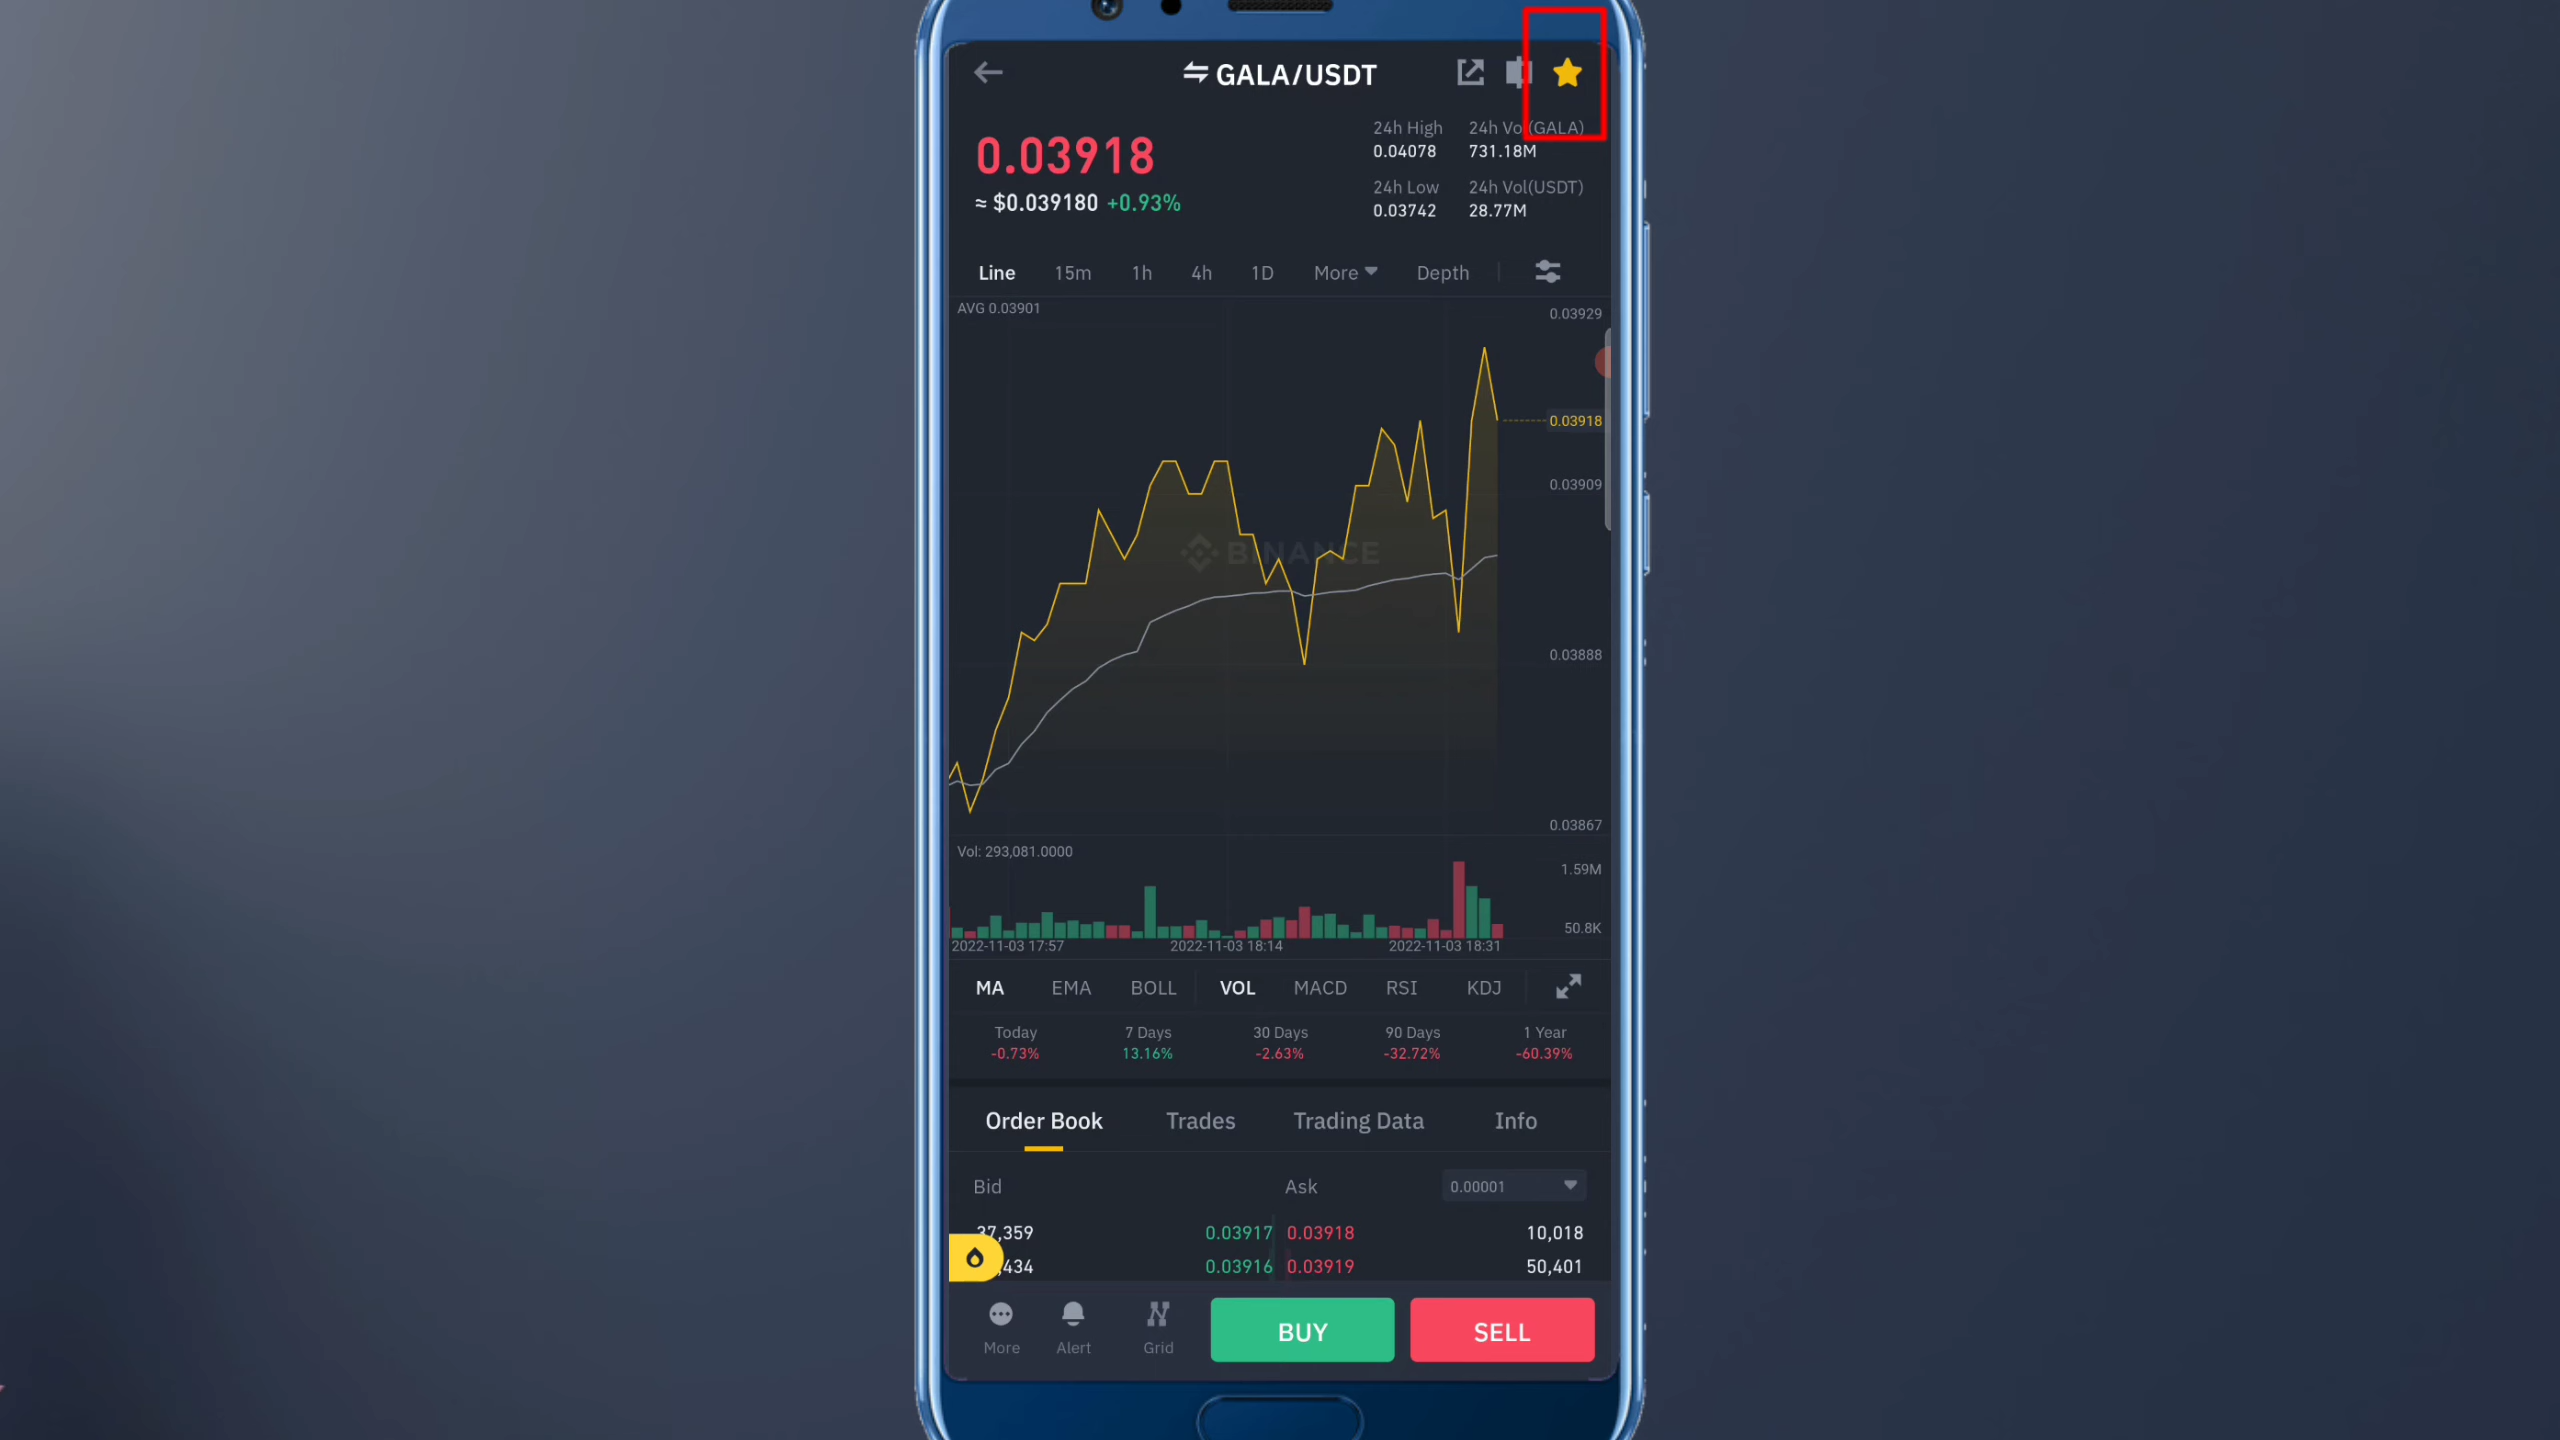 GALA/USDT
0.03918
≈ $0.039180 +0.93%
24h High
0.04078
24h Vol(GALA)
731.18M
24h Low
0.03742
24h Vol(USDT)
28.77M
Line 15m 1h 4h 1D More Depth
AVG 0.03901
0.03929
0.03918
0.03909
BINANCE
0.03888
0.03867
Vol: 293,081.0000
1.59M
50.8K
2022-11-03 17:57 2022-11-03 18:14 2022-11-03 18:31
MA EMA BOLL VOL MACD RSI KDJ
Today 7 Days 30 Days 90 Days 1 Year
-0.73% 13.16% -2.63% -32.72% -60.39%
Order Book Trades Trading Data Info
Bid Ask 0.00001
37,359 0.03917 0.03918 10,018
,434 0.03916 0.03919 50,401
More Alert Grid BUY SELL